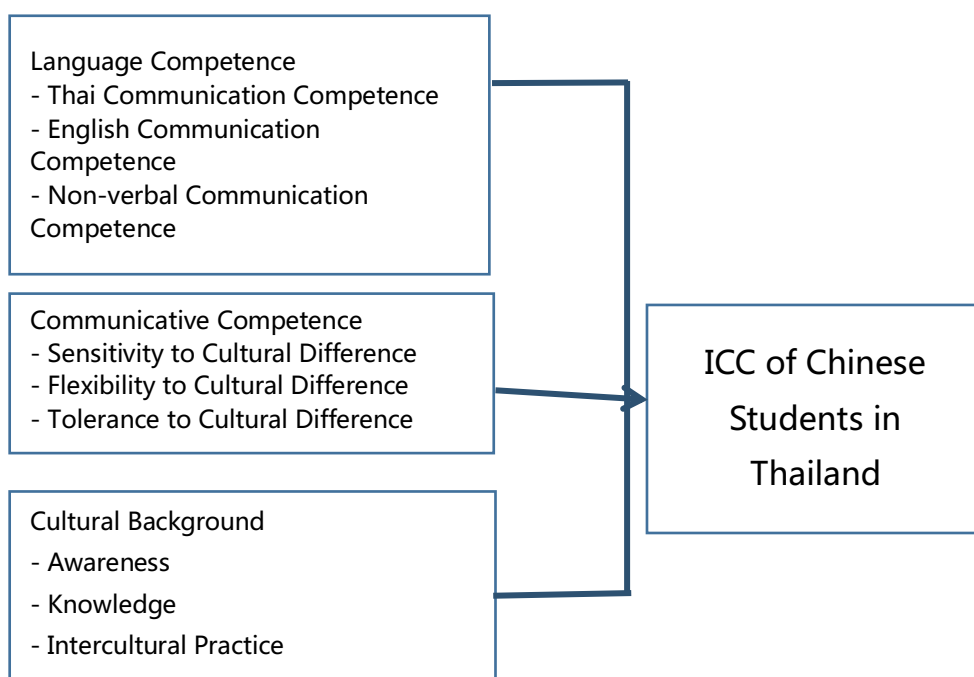 Language Competence
- Thai Communication Competence
- English Communication
Competence
- Non-verbal Communication
Competence
Communicative Competence
- Sensitivity to Cultural Difference
- Flexibility to Cultural Difference
- Tolerance to Cultural Difference
Cultural Background
- Awareness
- Knowledge
- Intercultural Practice
ICC of Chinese
Students in
Thailand